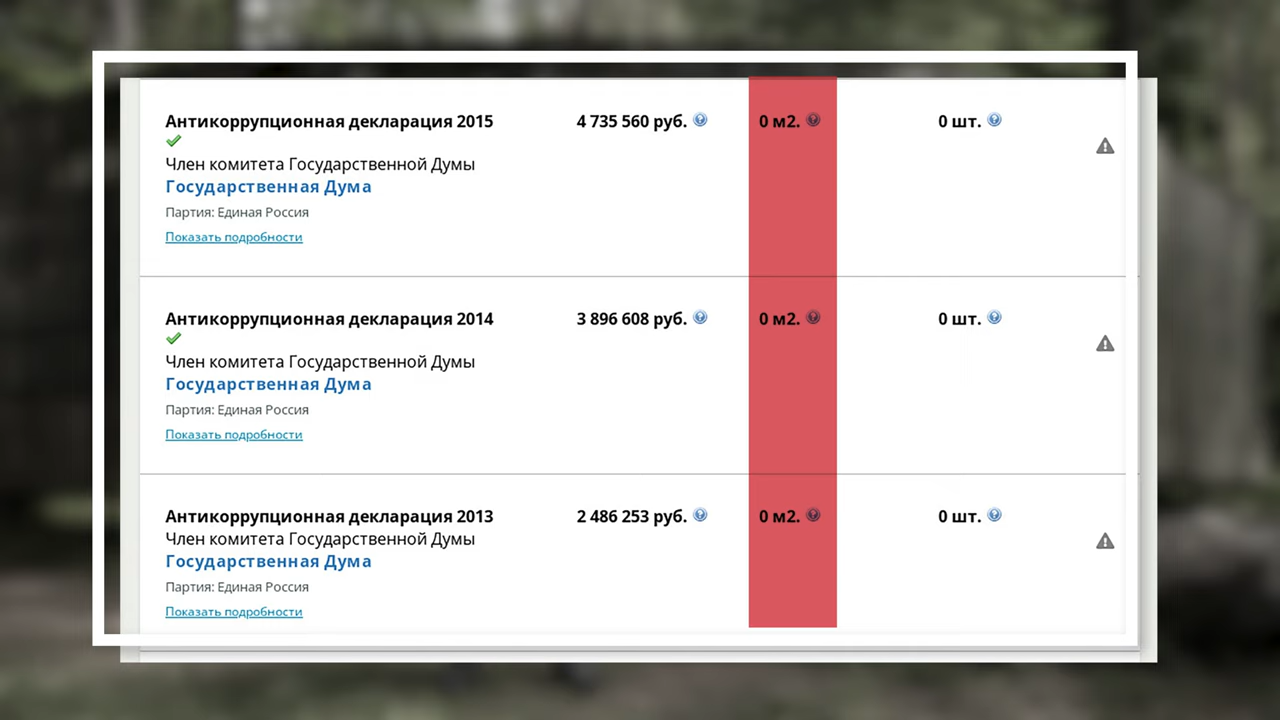 Антикоррупционная декларация 2015 4 735 560 руб. 0 м2. 0 шт.
Член комитета Государственной Думы
Государственная Дума
Партия: Единая Россия
Показать подробности
Антикоррупционная декларация 2014 3 896 608 руб. 0 м2. 0 шт.
Член комитета Государственной Думы
Государственная Дума
Партия: Единая Россия
Показать подробности
Антикоррупционная декларация 2013 2 486 253 руб. 0 м2. 0 шт.
Член комитета Государственной Думы
Государственная Дума
Партия: Единая Россия
Показать подробности